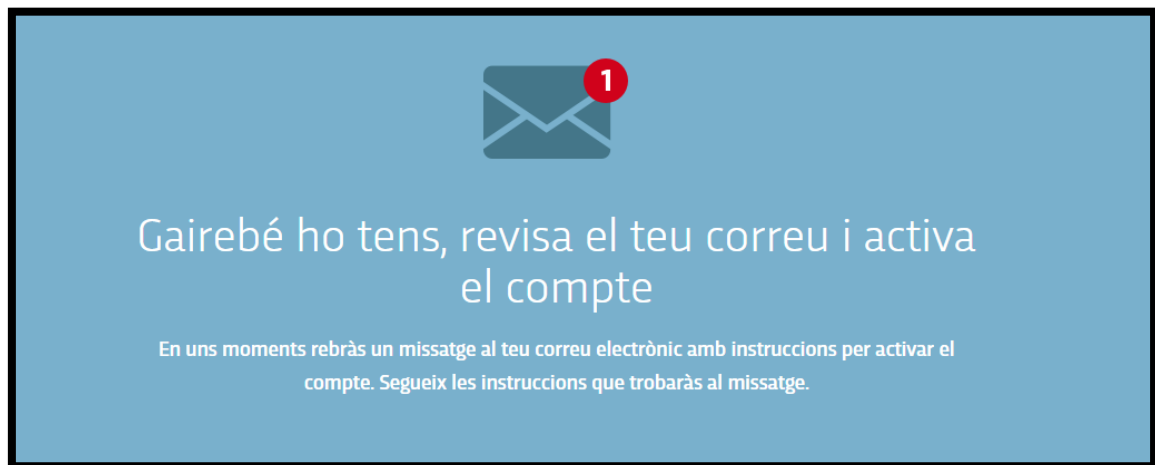 1
Gairebé ho tens, revisa el teu correu i activa
el compte
En uns moments rebràs un missatge al teu correu electrònic amb instruccions per activar el
compte. Segueix les instruccions que trobaràs al missatge.